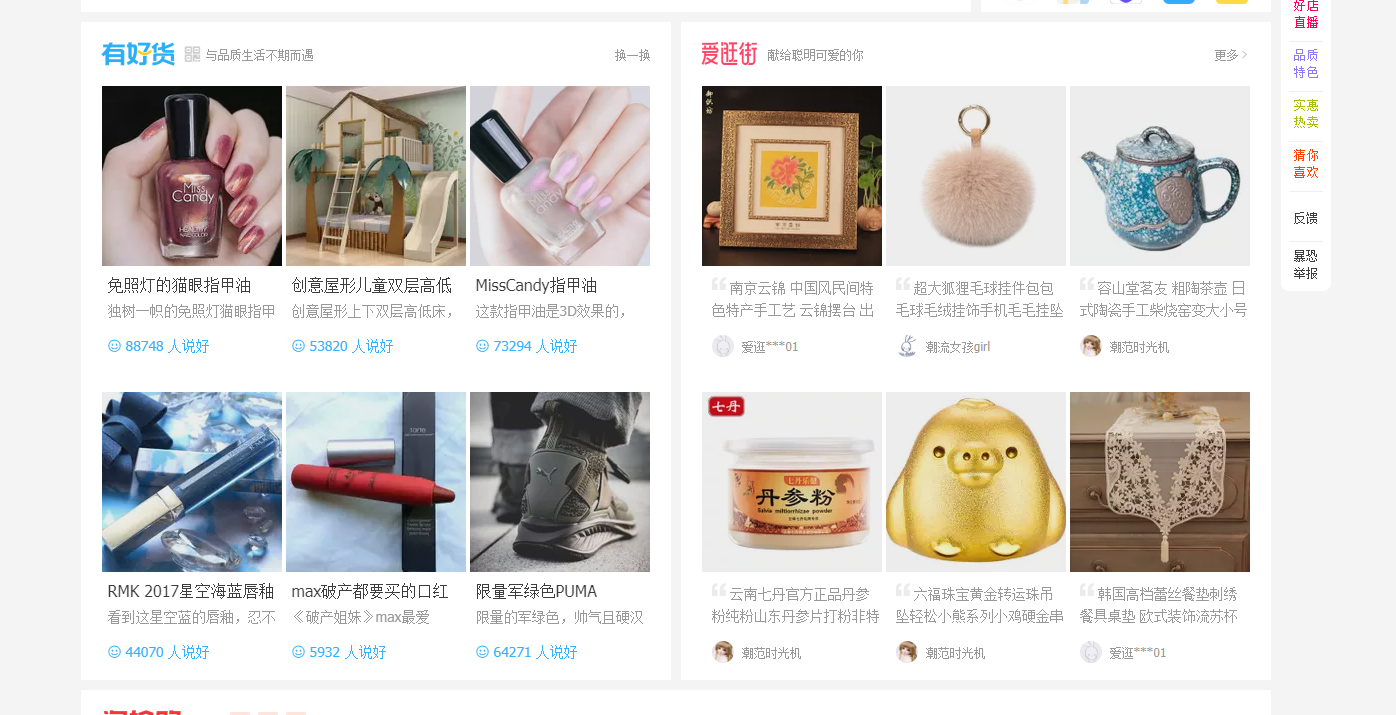 好店
直播
品质
特色
实惠
热卖
猜你
喜欢
反馈
暴恐
举报
有好货 与品质生活不期而遇 换一换
Miss
Candy
HEALTHY
NAIL COLOR
免照灯的猫眼指甲油
独树一帜的免照灯猫眼指甲
88748 人说好
创意屋形儿童双层高低
创意屋形上下双层高低床，
53820 人说好
MissCandy指甲油
这款指甲油是3D效果的，
73294 人说好
RMK 2017星空海蓝唇釉
看到这星空蓝的唇釉，忍不
44070 人说好
tarte
max破产都要买的口红
《破产姐妹》max最爱
5932 人说好
限量军绿色PUMA
限量的军绿色，帅气且硬汉
64271 人说好
爱逛街 献给聪明可爱的你 更多
南京云锦 中国风民间特
色特产手工艺 云锦摆台 出
爱逛***01
超大狐狸毛球挂件包包
毛球毛绒挂饰手机毛毛挂坠
潮流女孩girl
容山堂茗友 粗陶茶壶 日
式陶瓷手工柴烧窑变大小号
潮范时光机
七丹
七丹乐健
丹参粉
Salvia miltiorrhizae powder
云南七丹官方正品丹参
粉纯粉山东丹参片打粉非特
潮范时光机
六福珠宝黄金转运珠吊
坠轻松小熊系列小鸡硬金串
潮范时光机
韩国高档蕾丝餐垫刺绣
餐具桌垫 欧式装饰流苏杯
爱逛***01